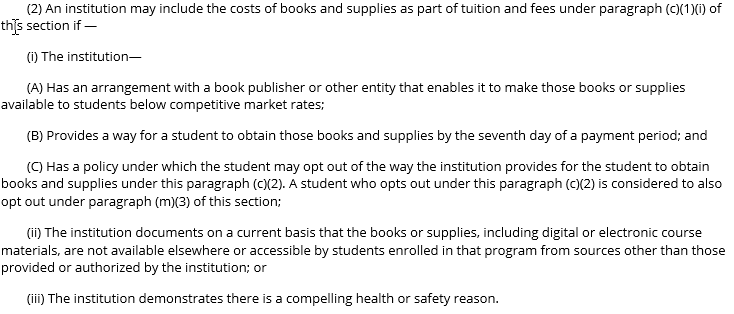 (2) An institution may include the costs of books and supplies as part of tuition and fees under paragraph (c)(1)(i) of
this section if —
(i) The institution—
(A) Has an arrangement with a book publisher or other entity that enables it to make those books or supplies
available to students below competitive market rates;
(B) Provides a way for a student to obtain those books and supplies by the seventh day of a payment period; and
(C) Has a policy under which the student may opt out of the way the institution provides for the student to obtain
books and supplies under this paragraph (c)(2). A student who opts out under this paragraph (c)(2) is considered to also
opt out under paragraph (m)(3) of this section;
(ii) The institution documents on a current basis that the books or supplies, including digital or electronic course
materials, are not available elsewhere or accessible by students enrolled in that program from sources other than those
provided or authorized by the institution; or
(iii) The institution demonstrates there is a compelling health or safety reason.